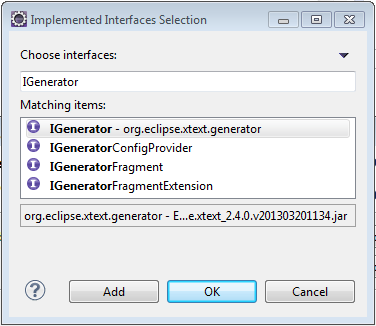 Implemented Interfaces Selection
Choose interfaces:
IGenerator
Matching items:
IGenerator - org.eclipse.xtext.generator
IGeneratorConfigProvider
IGeneratorFragment
IGeneratorFragmentExtension
org.eclipse.xtext.generator - E...e.xtext_2.4.0.v201303201134.jar
Add OK Cancel